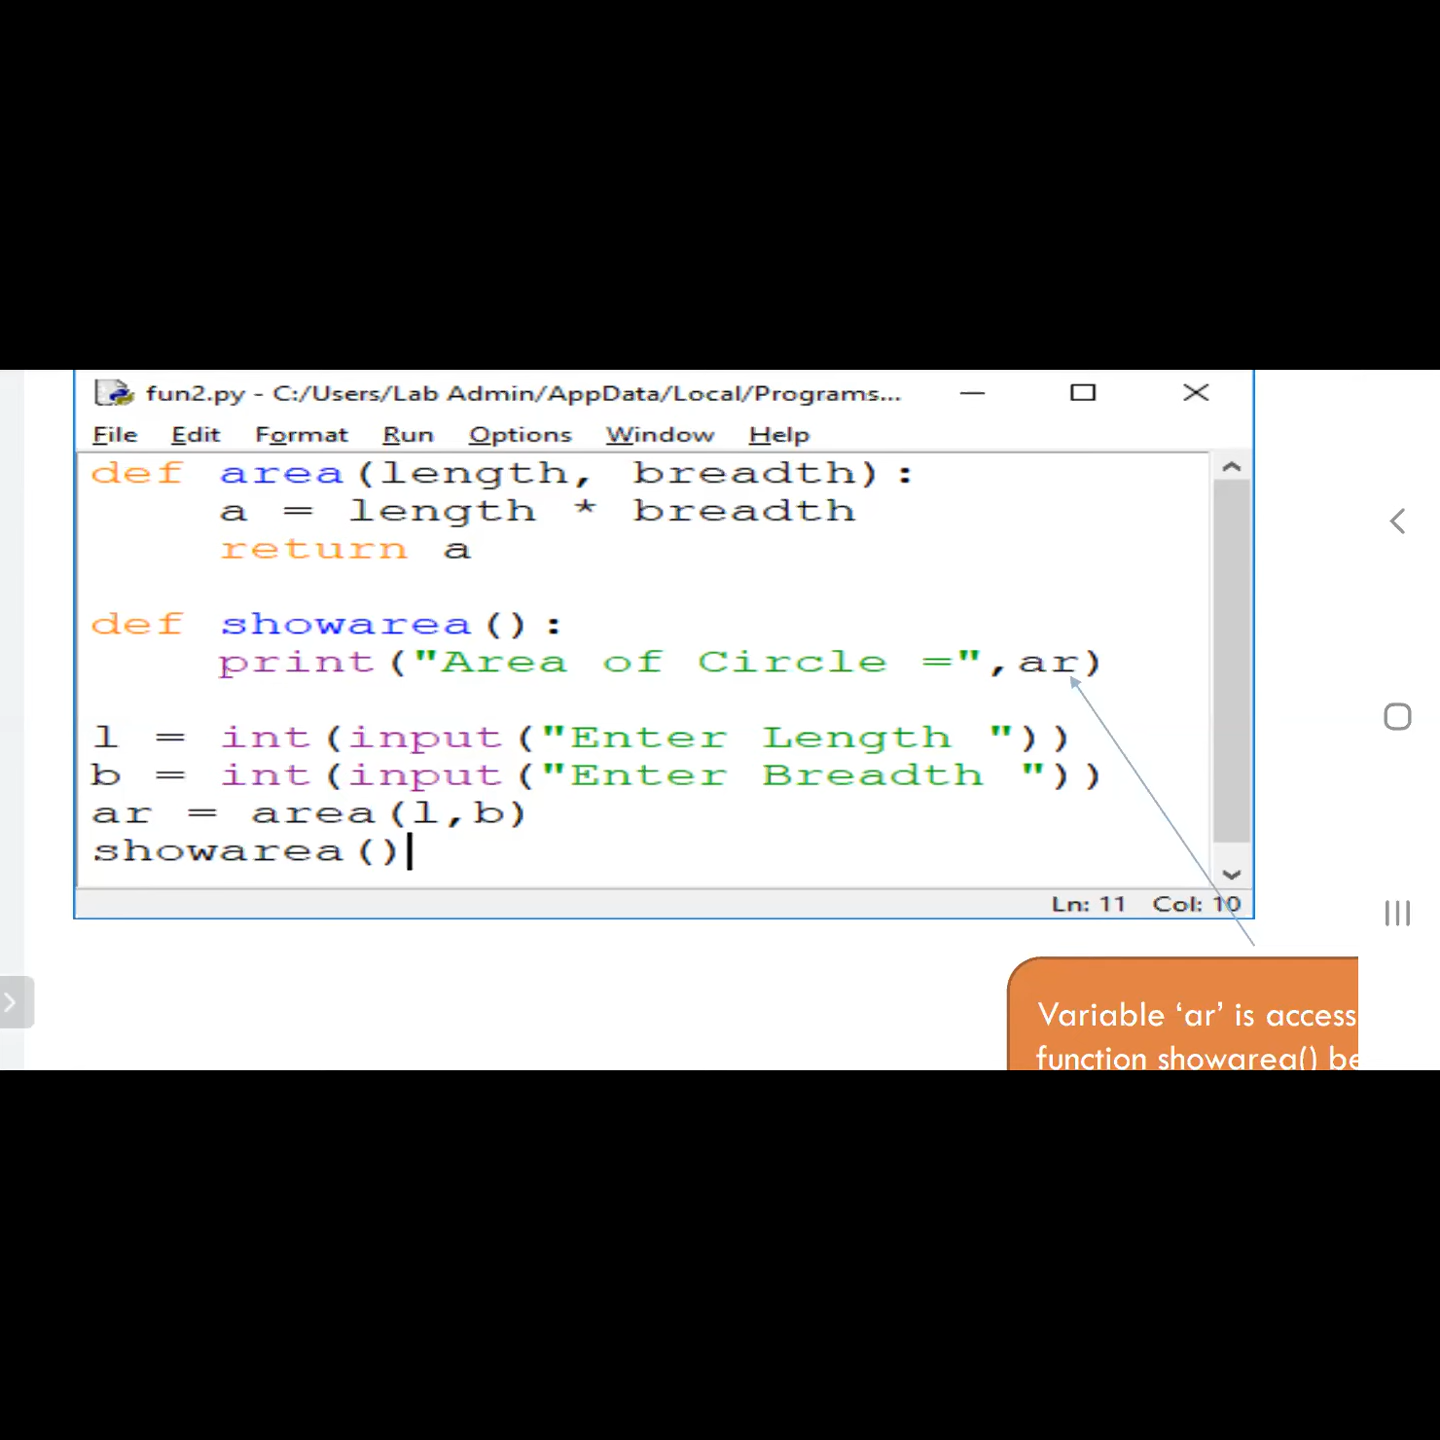 fun2.py - C:/Users/Lab Admin/AppData/Local/Programs...
File Edit Format Run Options Window Help
def area(length, breadth):
    a = length * breadth
    return a
def showarea():
    print("Area of Circle =",ar)
l = int(input("Enter Length "))
b = int(input("Enter Breadth "))
ar = area(l,b)
showarea()
Ln: 11 Col: 10
Variable ‘ar’ is access
function showarea() be